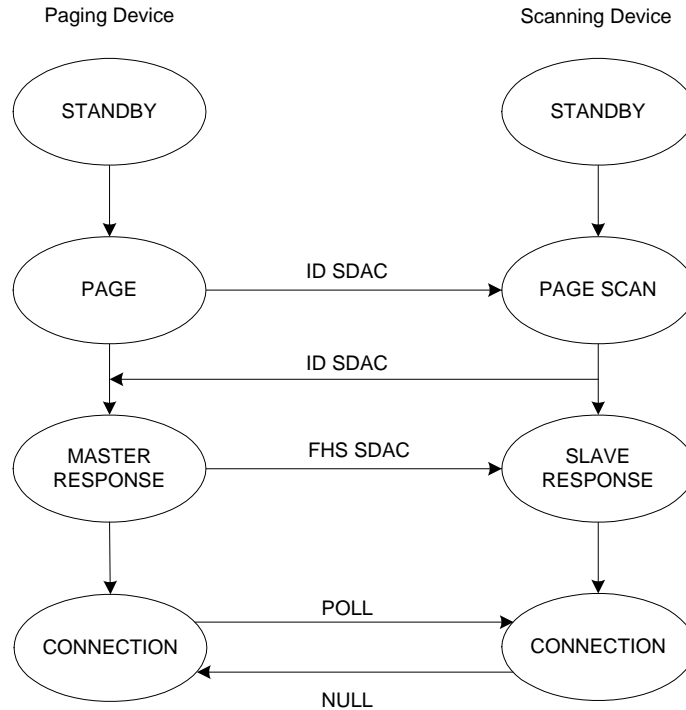 Paging Device
Scanning Device
STANDBY
STANDBY
PAGE
ID SDAC
PAGE SCAN
ID SDAC
MASTER
RESPONSE
FHS SDAC
SLAVE
RESPONSE
CONNECTION
POLL
CONNECTION
NULL